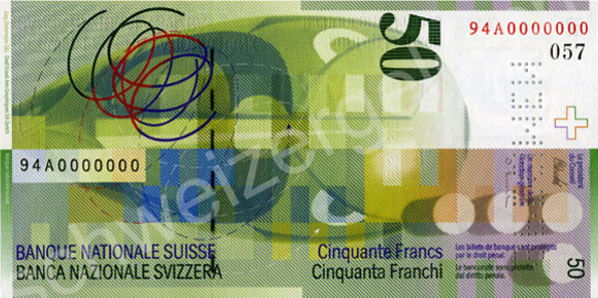 50
94A0000000
057
94A0000000
BANQUE NATIONALE SUISSE
BANCA NAZIONALE SVIZZERA
Cinquante Francs
Cinquanta Franchi
Les billets de banque sont protégés
par le droit pénal.
Le banconote sono protette
dal diritto penale.
50
schweizergeld